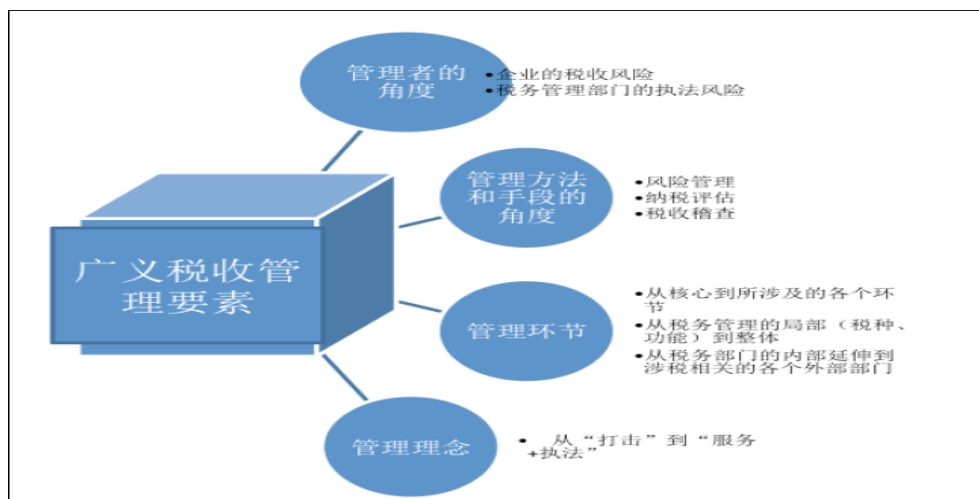 管理者的
角度
•企业的税收风险
•税务管理部门的执法风险
管理方法
和手段的
角度
•风险管理
•纳税评估
•税收稽查
广义税收管
理要素
管理环节
•从核心到所涉及的各个环
节
•从税务管理的局部（税种、
功能）到整体
•从税务部门的内部延伸到
涉税相关的各个外部部门
管理理念
• 从“打击”到“服务
+执法”